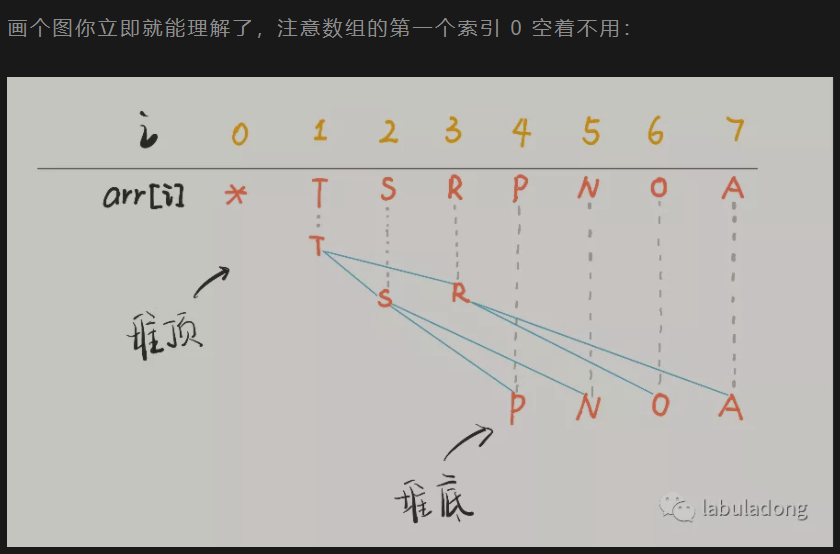 画个图你立即就能理解了，注意数组的第一个索引 0 空着不用：
i 0 1 2 3 4 5 6 7
arr[i] * T S R P N O A
T
S R
堆顶
P N O A
堆底
labuladong